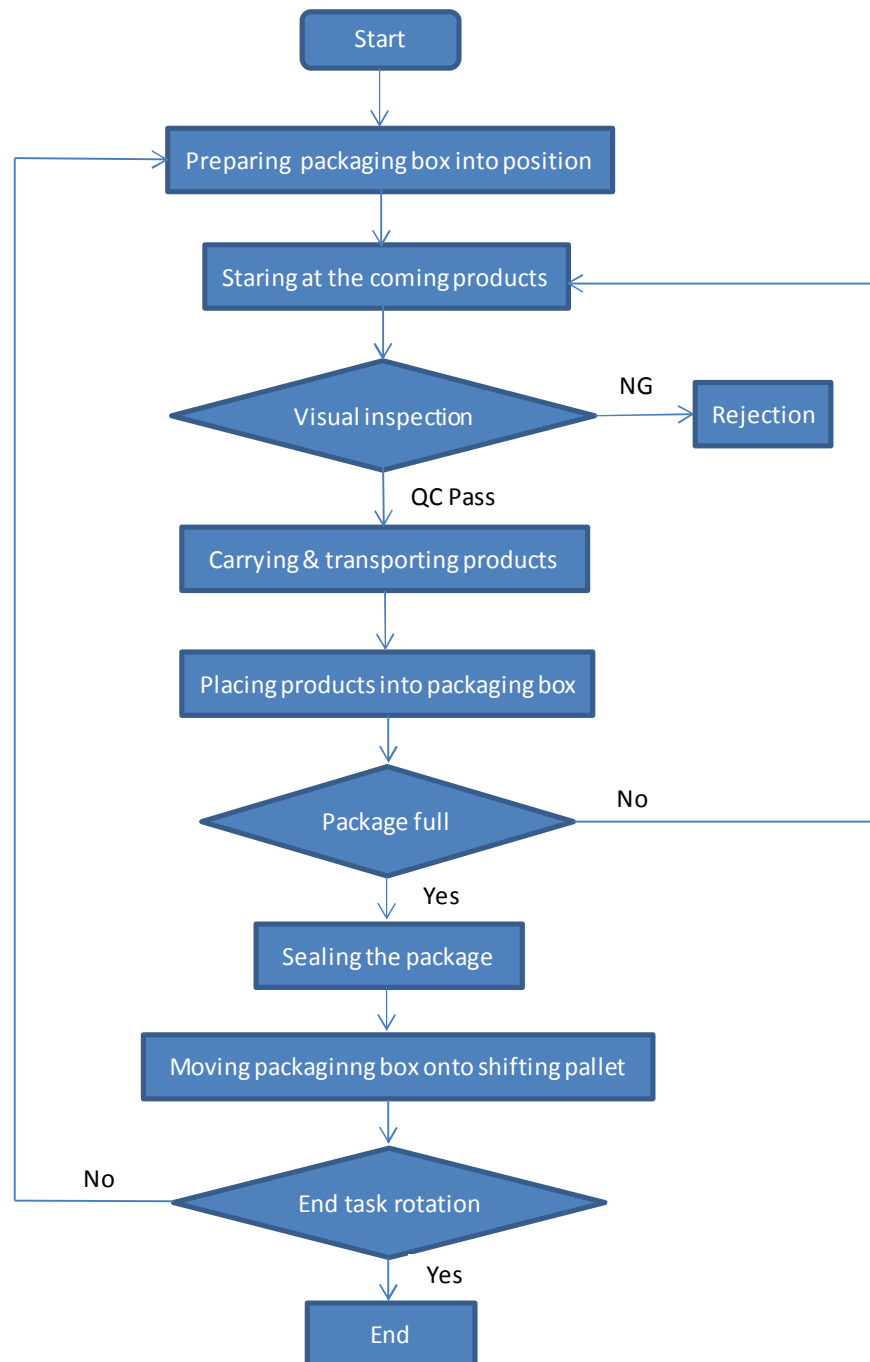 Start
Preparing packaging box into position
Staring at the coming products
Visual inspection
NG
Rejection
QC Pass
Carrying & transporting products
Placing products into packaging box
Package full
No
Yes
Sealing the package
Moving packaginng box onto shifting pallet
No
End task rotation
Yes
End